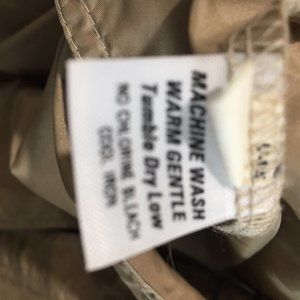 MACHINE WASH
WARM GENTLE
Tumble Dry Low
NO CHLORINE BLEACH
COOL IRON